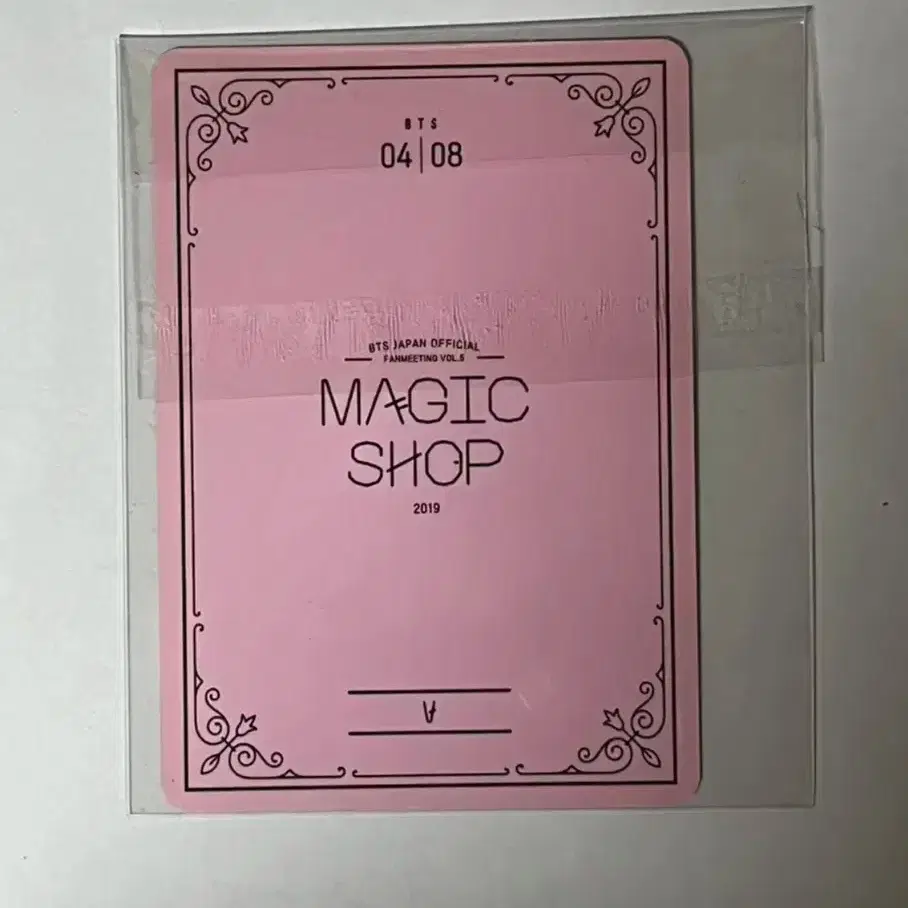 BTS
04|08
BTS JAPAN OFFICIAL
FANMEETING VOL.5
MAGIC
SHOP
2019
V